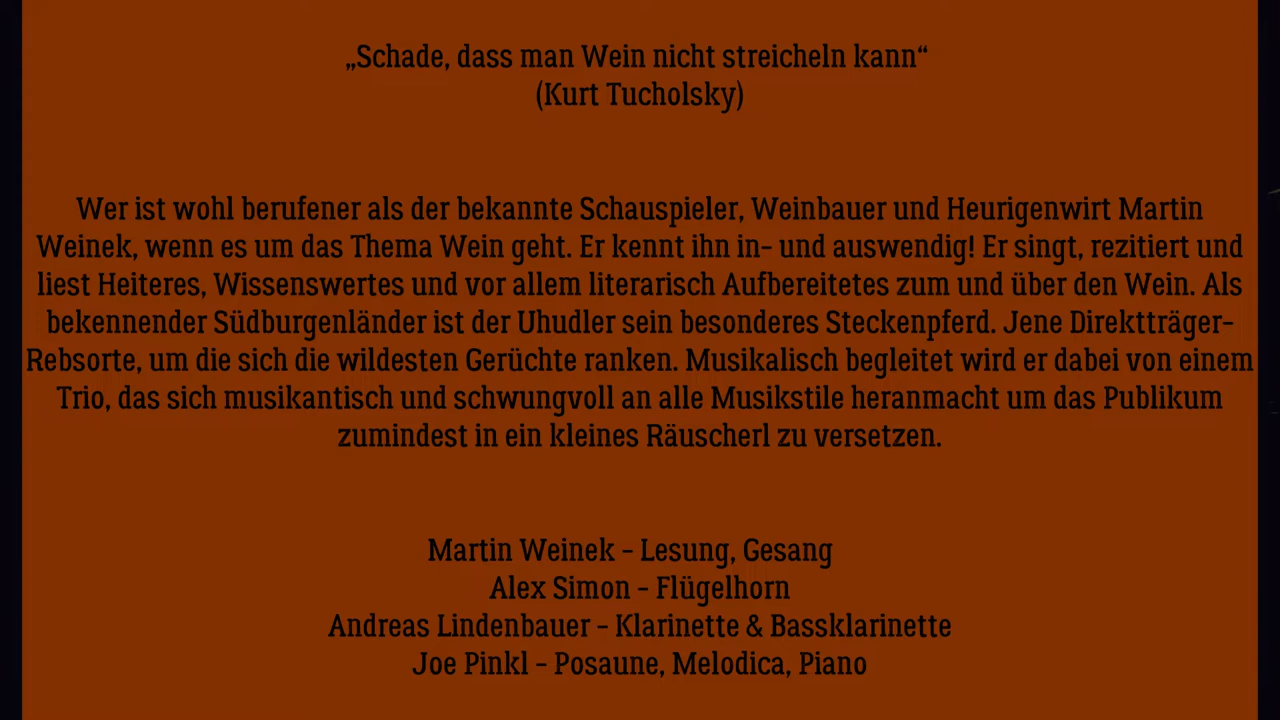 „Schade, dass man Wein nicht streicheln kann“
(Kurt Tucholsky)
Wer ist wohl berufener als der bekannte Schauspieler, Weinbauer und Heurigenwirt Martin
Weinek, wenn es um das Thema Wein geht. Er kennt ihn in- und auswendig! Er singt, rezitiert und
liest Heiteres, Wissenswertes und vor allem literarisch Aufbereitetes zum und über den Wein. Als
bekennender Südburgenländer ist der Uhudler sein besonderes Steckenpferd. Jene Direktträger-
Rebsorte, um die sich die wildesten Gerüchte ranken. Musikalisch begleitet wird er dabei von einem
Trio, das sich musikantisch und schwungvoll an alle Musikstile heranmacht um das Publikum
zumindest in ein kleines Räuscherl zu versetzen.
Martin Weinek - Lesung, Gesang
Alex Simon - Flügelhorn
Andreas Lindenbauer - Klarinette & Bassklarinette
Joe Pinkl - Posaune, Melodica, Piano